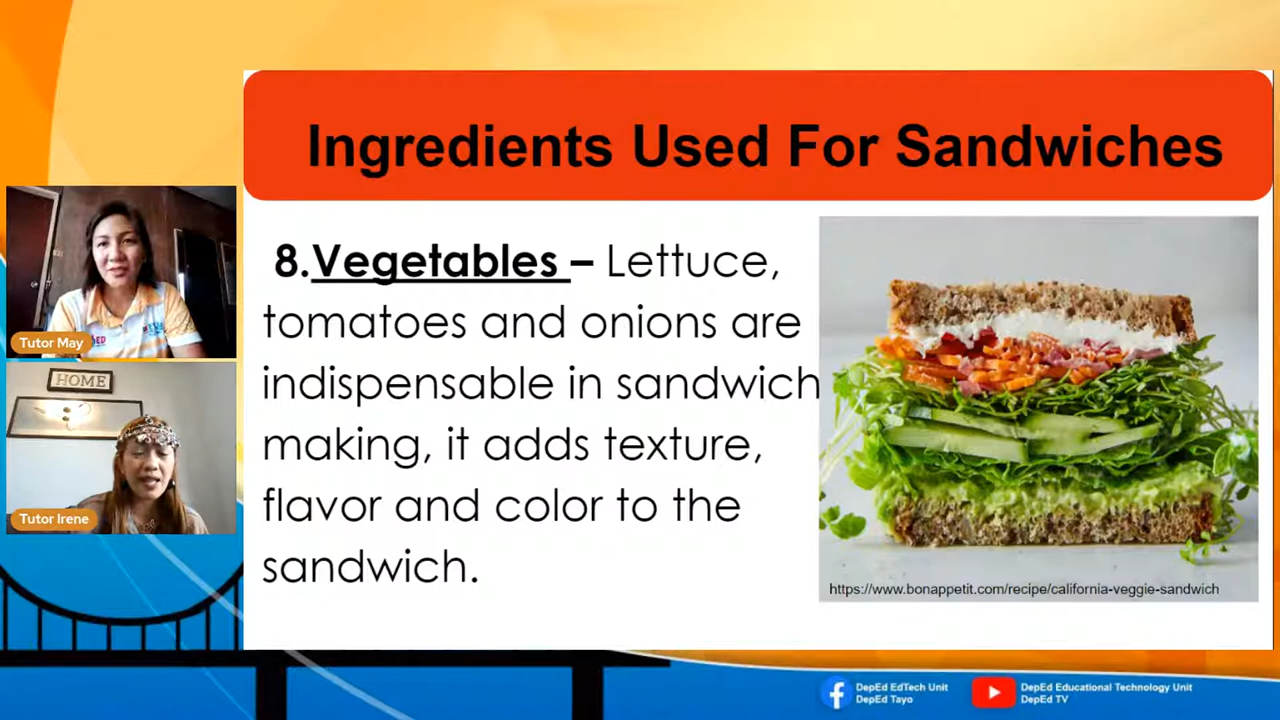 Ingredients Used For Sandwiches
8.Vegetables – Lettuce,
tomatoes and onions are
indispensable in sandwich
making, it adds texture,
flavor and color to the
sandwich.
https://www.bonappetit.com/recipe/california-veggie-sandwich
Tutor May
HOME
Tutor Irene
DepEd EdTech Unit
DepEd Tayo
DepEd Educational Technology Unit
DepEd TV